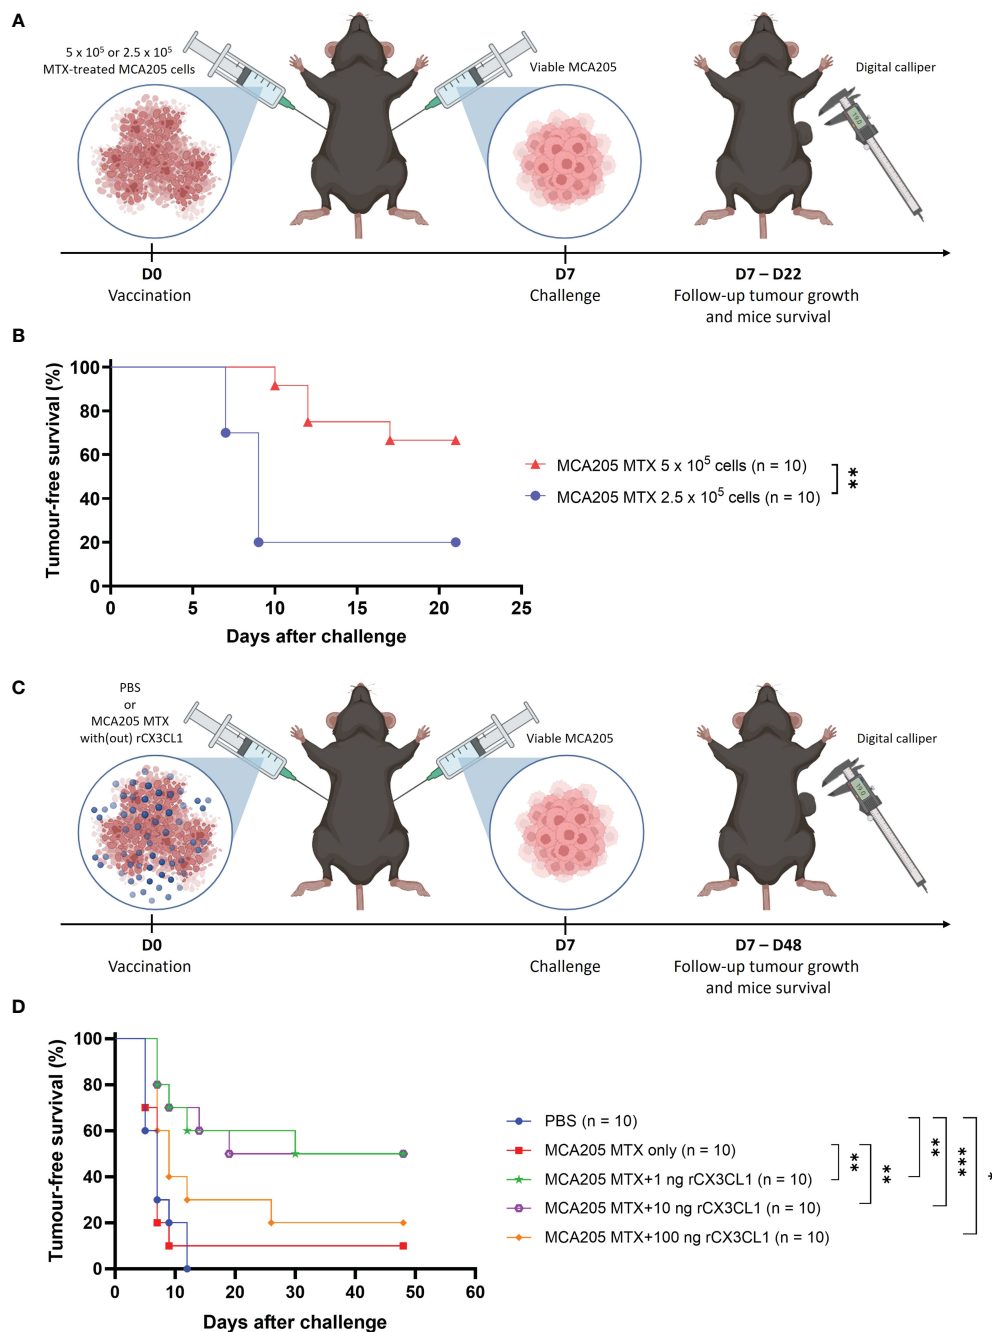 A
5 x 10⁵ or 2.5 x 10⁵
MTX-treated MCA205 cells
Viable MCA205
Digital calliper
19.0
D0
Vaccination
D7
Challenge
D7 – D22
Follow-up tumour growth
and mice survival
B
Tumour-free survival (%)
100
80
60
40
20
0
0 5 10 15 20 25
Days after challenge
MCA205 MTX 5 x 10⁵ cells (n = 10)
MCA205 MTX 2.5 x 10⁵ cells (n = 10)
**
C
PBS
or
MCA205 MTX
with(out) rCX3CL1
Viable MCA205
Digital calliper
19.0
D0
Vaccination
D7
Challenge
D7 – D48
Follow-up tumour growth
and mice survival
D
Tumour-free survival (%)
100
80
60
40
20
0
0 10 20 30 40 50 60
Days after challenge
PBS (n = 10)
MCA205 MTX only (n = 10)
MCA205 MTX+1 ng rCX3CL1 (n = 10)
MCA205 MTX+10 ng rCX3CL1 (n = 10)
MCA205 MTX+100 ng rCX3CL1 (n = 10)
**
**
**
***
*